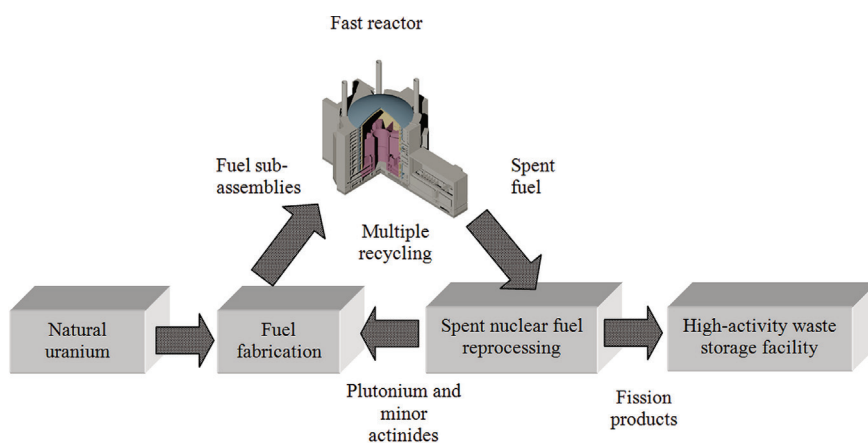 Fast reactor
Fuel sub-
assemblies
Spent
fuel
Multiple
recycling
Natural
uranium
Fuel
fabrication
Spent nuclear fuel
reprocessing
High-activity waste
storage facility
Plutonium and
minor
actinides
Fission
products